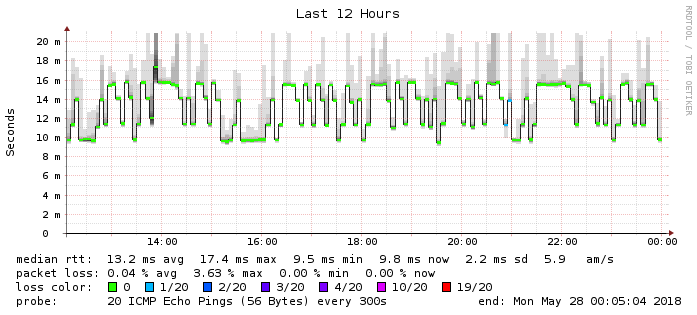 Last 12 Hours
RRDTOOL / TOBI OETIKER
Seconds
20 m
18 m
16 m
14 m
12 m
10 m
8 m
6 m
4 m
2 m
0
14:00 16:00 18:00 20:00 22:00 00:00
median rtt: 13.2 ms avg 17.4 ms max 9.5 ms min 9.8 ms now 2.2 ms sd 5.9 am/s
packet loss: 0.04 % avg 3.63 % max 0.00 % min 0.00 % now
loss color: 0 1/20 2/20 3/20 4/20 10/20 19/20
probe: 20 ICMP Echo Pings (56 Bytes) every 300s end: Mon May 28 00:05:04 2018